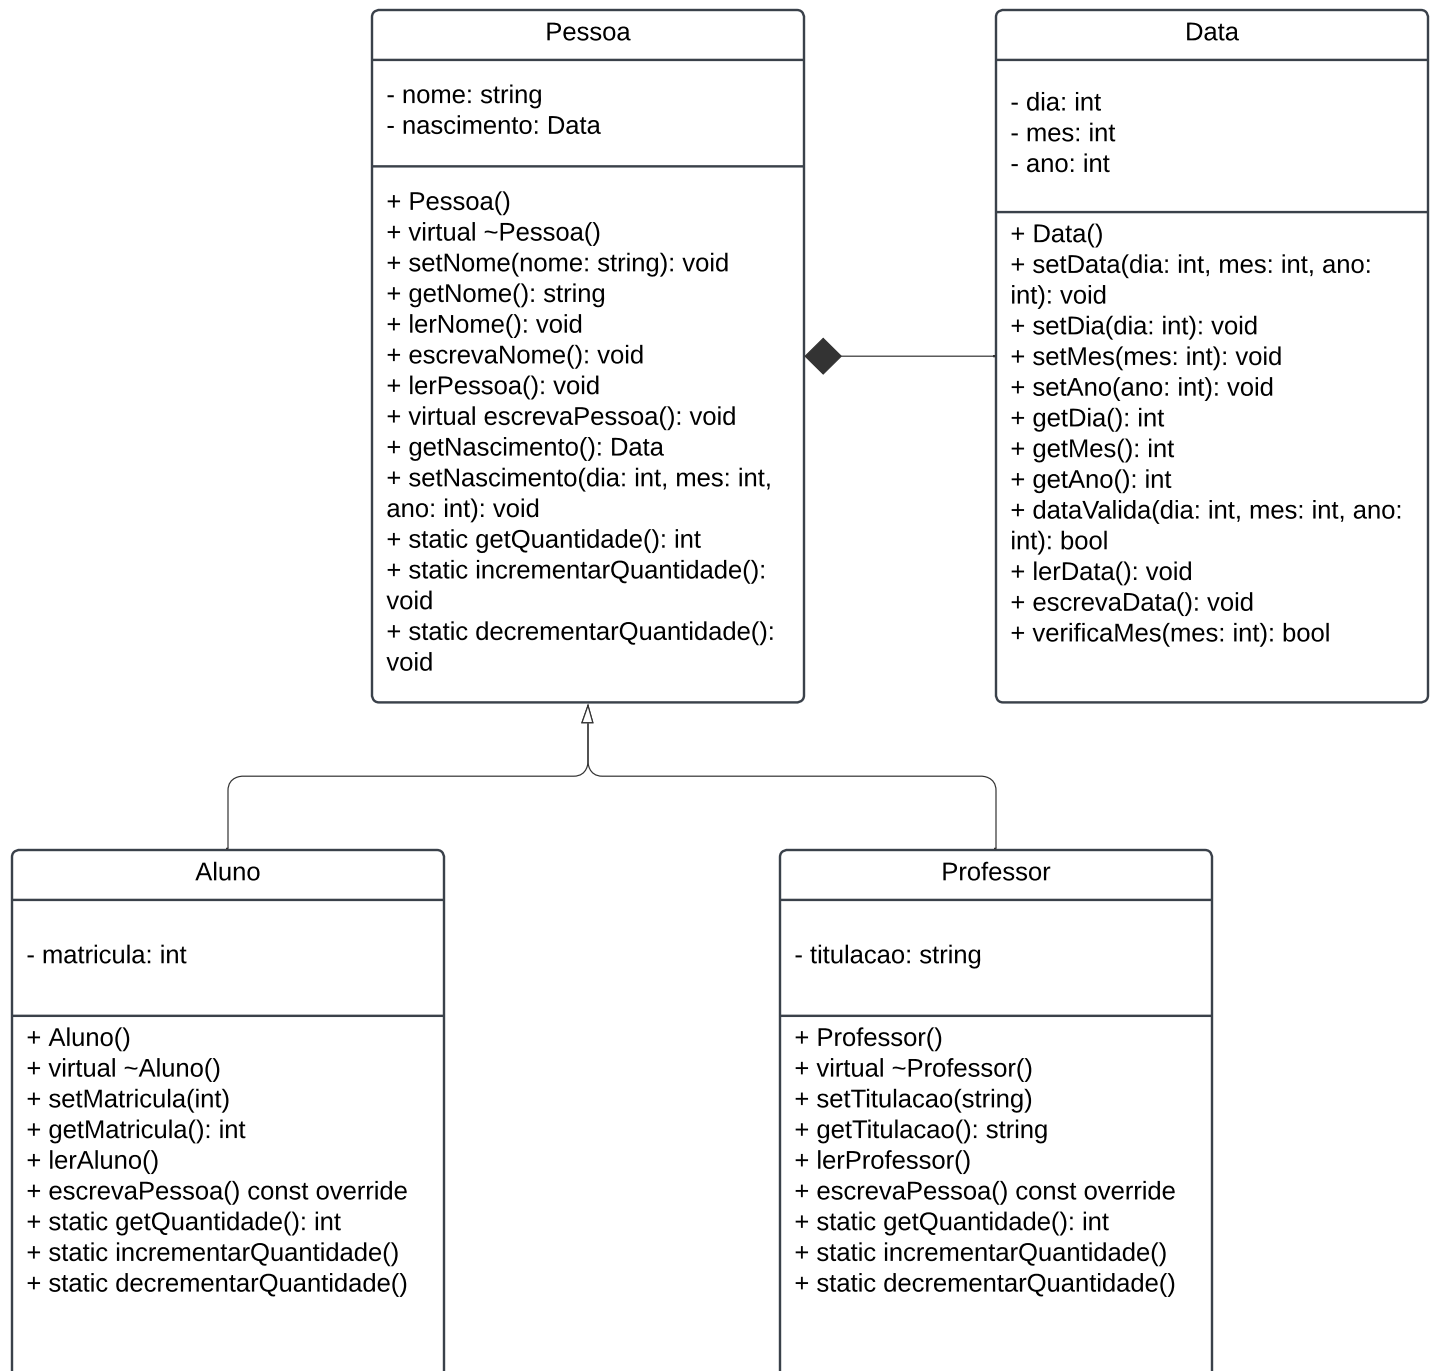 Pessoa
- nome: string
- nascimento: Data
+ Pessoa()
+ virtual ~Pessoa()
+ setNome(nome: string): void
+ getNome(): string
+ lerNome(): void
+ escrevaNome(): void
+ lerPessoa(): void
+ virtual escrevaPessoa(): void
+ getNascimento(): Data
+ setNascimento(dia: int, mes: int,
ano: int): void
+ static getQuantidade(): int
+ static incrementarQuantidade():
void
+ static decrementarQuantidade():
void
Data
- dia: int
- mes: int
- ano: int
+ Data()
+ setData(dia: int, mes: int, ano:
int): void
+ setDia(dia: int): void
+ setMes(mes: int): void
+ setAno(ano: int): void
+ getDia(): int
+ getMes(): int
+ getAno(): int
+ dataValida(dia: int, mes: int, ano:
int): bool
+ lerData(): void
+ escrevaData(): void
+ verificaMes(mes: int): bool
Aluno
- matricula: int
+ Aluno()
+ virtual ~Aluno()
+ setMatricula(int)
+ getMatricula(): int
+ lerAluno()
+ escrevaPessoa() const override
+ static getQuantidade(): int
+ static incrementarQuantidade()
+ static decrementarQuantidade()
Professor
- titulacao: string
+ Professor()
+ virtual ~Professor()
+ setTitulacao(string)
+ getTitulacao(): string
+ lerProfessor()
+ escrevaPessoa() const override
+ static getQuantidade(): int
+ static incrementarQuantidade()
+ static decrementarQuantidade()